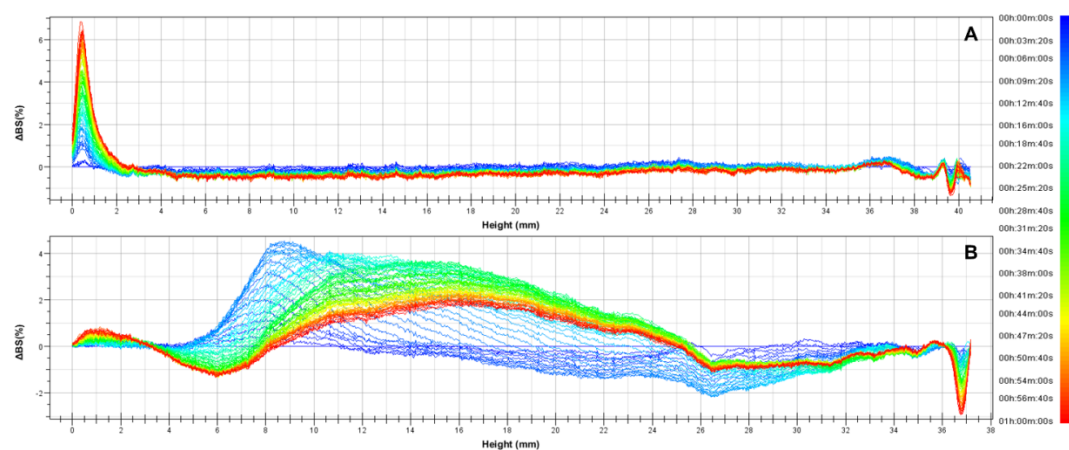 A
ΔBS(%)
6
4
2
0
0 2 4 6 8 10 12 14 16 18 20 22 24 26 28 30 32 34 36 38 40
Height (mm)
B
ΔBS(%)
4
2
0
-2
0 2 4 6 8 10 12 14 16 18 20 22 24 26 28 30 32 34 36 38
Height (mm)
00h:00m:00s
00h:03m:20s
00h:06m:00s
00h:09m:20s
00h:12m:40s
00h:16m:00s
00h:18m:40s
00h:22m:00s
00h:25m:20s
00h:28m:40s
00h:31m:20s
00h:34m:40s
00h:38m:00s
00h:41m:20s
00h:44m:00s
00h:47m:20s
00h:50m:40s
00h:54m:00s
00h:56m:40s
01h:00m:00s